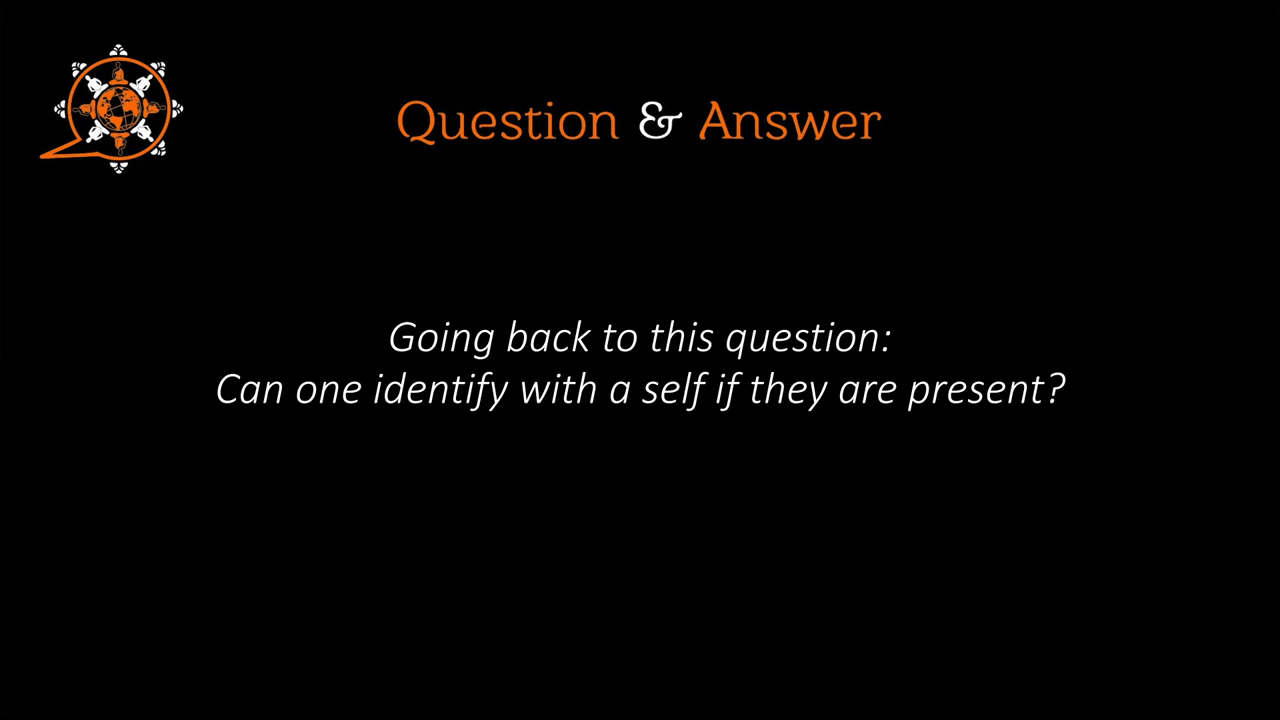 Question & Answer
Going back to this question:
Can one identify with a self if they are present?